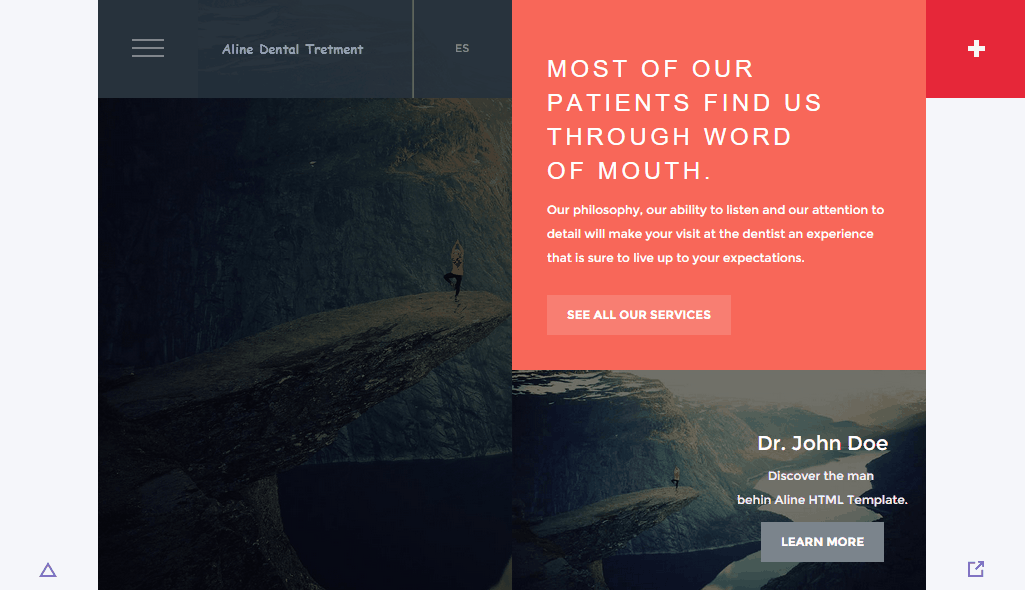 Aline Dental Tretment
ES
MOST OF OUR
PATIENTS FIND US
THROUGH WORD
OF MOUTH.
Our philosophy, our ability to listen and our attention to
detail will make your visit at the dentist an experience
that is sure to live up to your expectations.
SEE ALL OUR SERVICES
Dr. John Doe
Discover the man
behin Aline HTML Template.
LEARN MORE